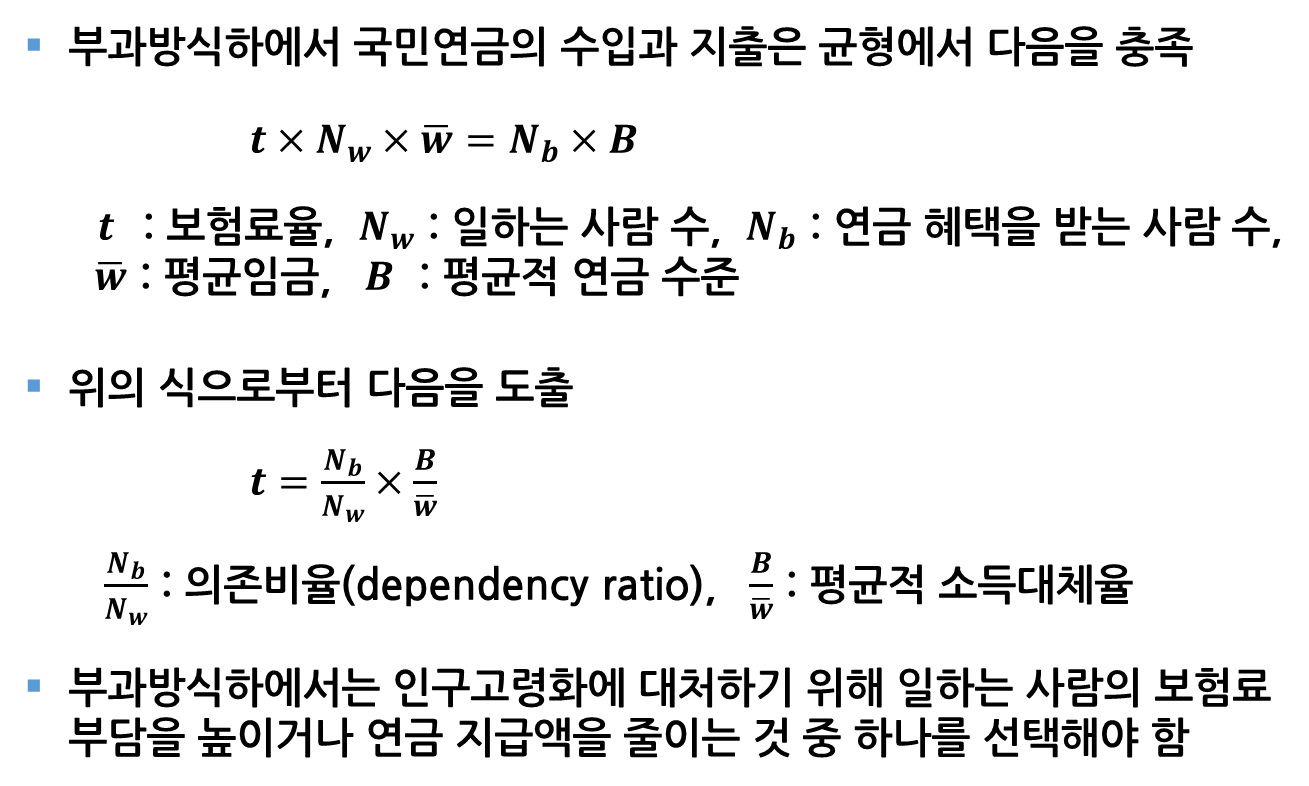 ▪ 부과방식하에서 국민연금의 수입과 지출은 균형에서 다음을 충족
t × N_w × w̅ = N_b × B
t : 보험료율, N_w : 일하는 사람 수, N_b : 연금 혜택을 받는 사람 수,
w̅ : 평균임금, B : 평균적 연금 수준
▪ 위의 식으로부터 다음을 도출
t = N_b/N_w × B/w̅
N_b/N_w : 의존비율(dependency ratio), B/w̅ : 평균적 소득대체율
▪ 부과방식하에서는 인구고령화에 대처하기 위해 일하는 사람의 보험료
부담을 높이거나 연금 지급액을 줄이는 것 중 하나를 선택해야 함